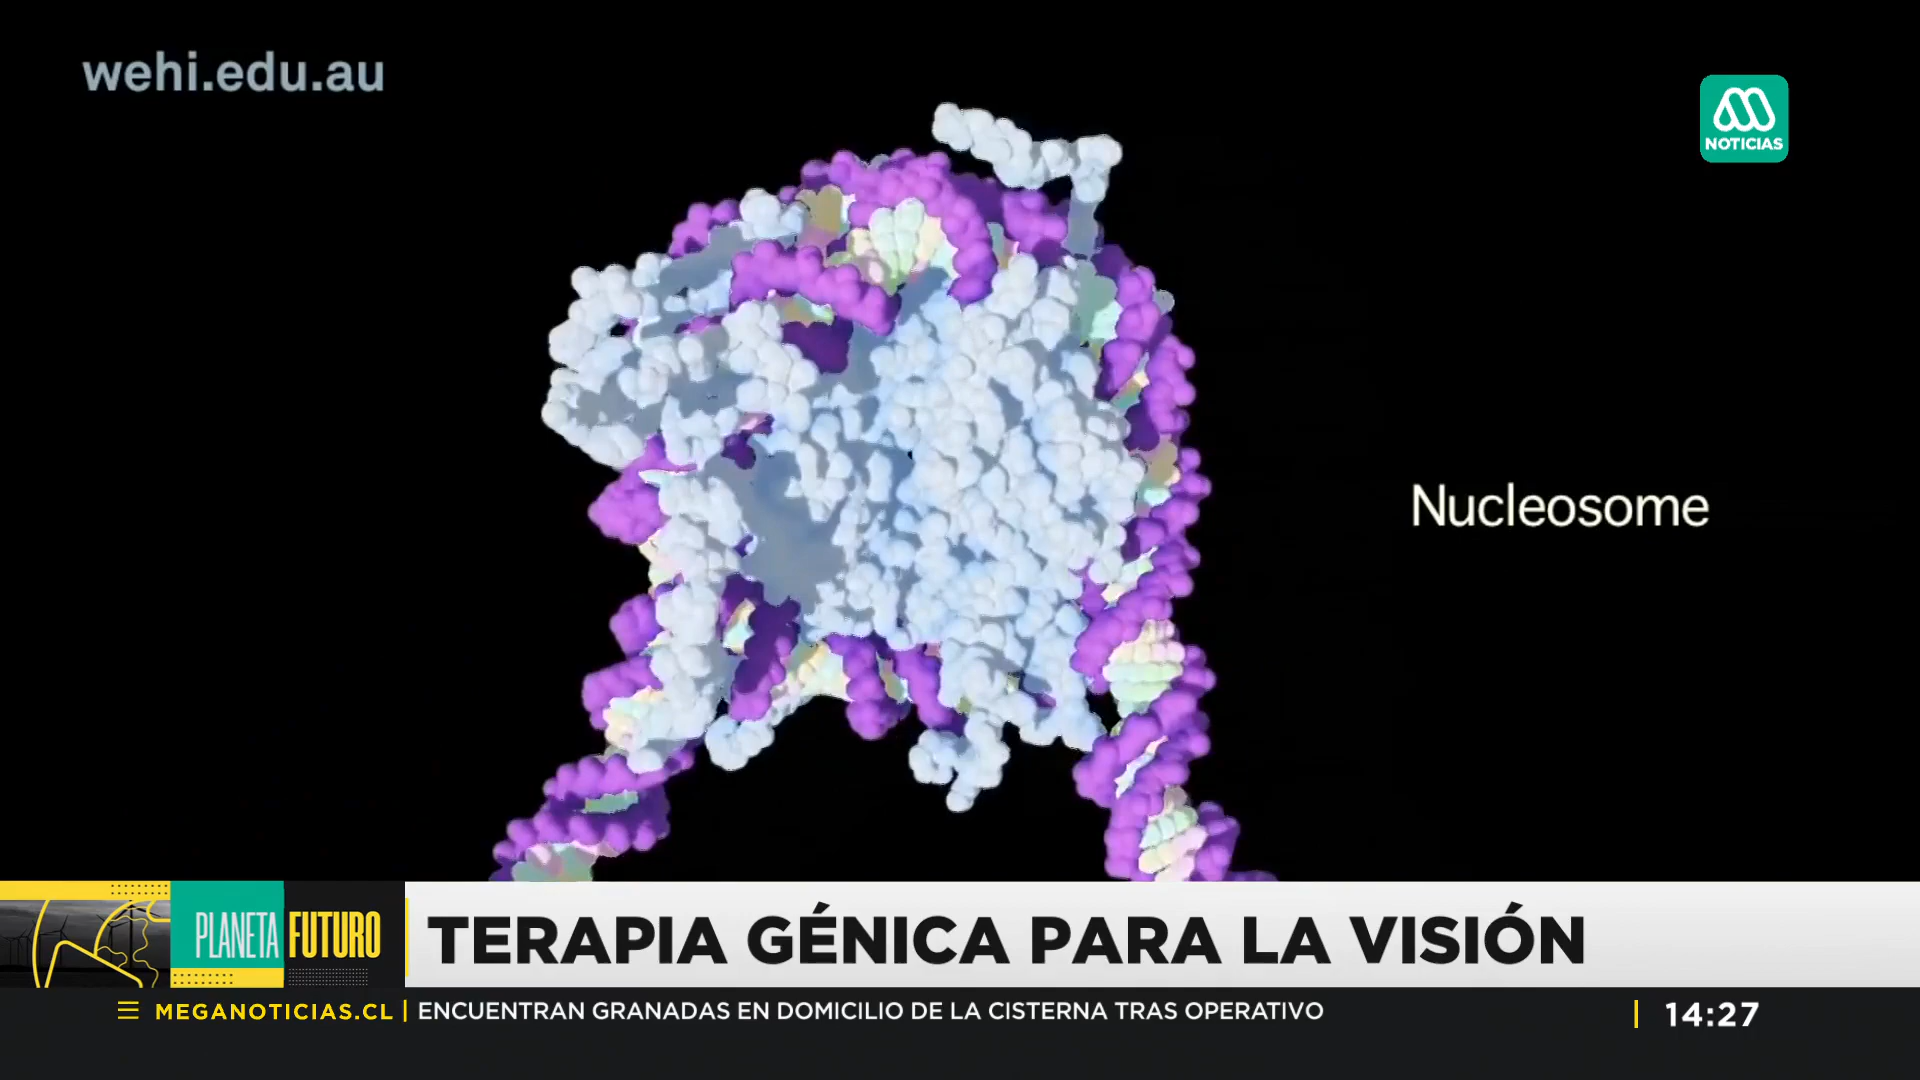 wehi.edu.au
NOTICIAS
Nucleosome
PLANETA FUTURO
TERAPIA GÉNICA PARA LA VISIÓN
MEGANOTICIAS.CL | ENCUENTRAN GRANADAS EN DOMICILIO DE LA CISTERNA TRAS OPERATIVO | 14:27